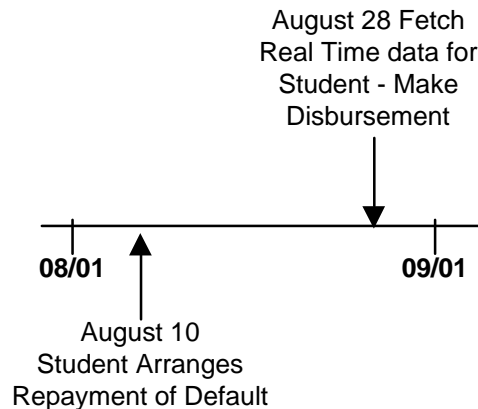 August 28 Fetch
Real Time data for
Student - Make
Disbursement
08/01
09/01
August 10
Student Arranges
Repayment of Default